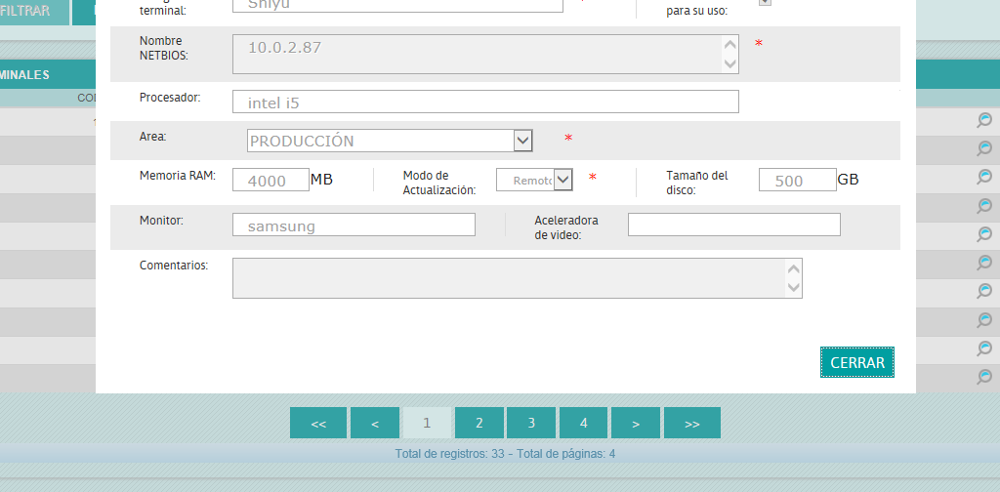 FILTRAR
terminal:
Shiyu
para su uso:
Nombre
NETBIOS:
10.0.2.87
*
MINALES
Procesador:
intel i5
Area:
PRODUCCIÓN
*
Memoria RAM:
4000 MB
Modo de
Actualización:
Remoto
*
Tamaño del
disco:
500 GB
Monitor:
samsung
Aceleradora
de video:
Comentarios:
CERRAR
<< < 1 2 3 4 > >>
Total de registros: 33 - Total de páginas: 4